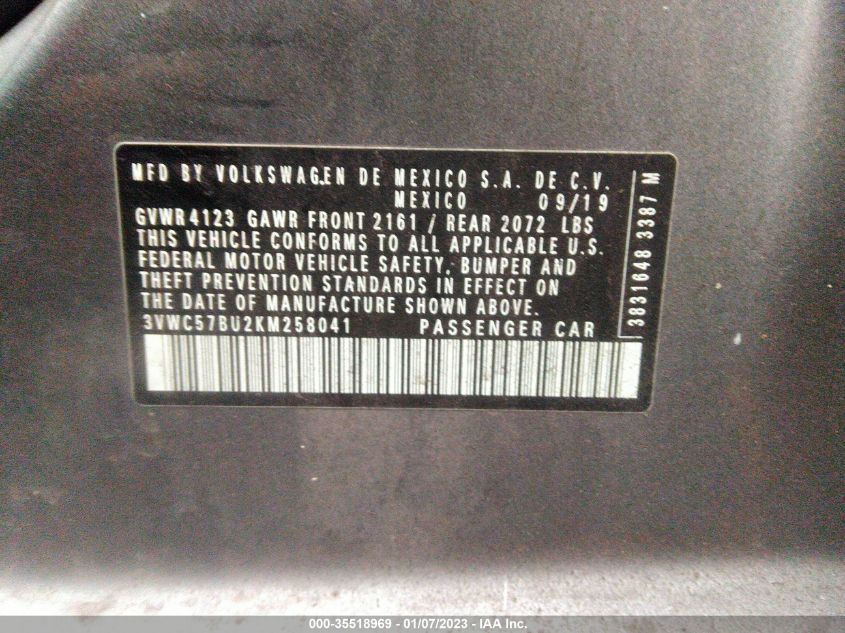 MFD BY VOLKSWAGEN DE MEXICO S.A. DE C.V.
MEXICO 09/19
GVWR 4123 GAWR FRONT 2161 / REAR 2072 LBS
THIS VEHICLE CONFORMS TO ALL APPLICABLE U.S.
FEDERAL MOTOR VEHICLE SAFETY, BUMPER AND
THEFT PREVENTION STANDARDS IN EFFECT ON
THE DATE OF MANUFACTURE SHOWN ABOVE.
3VWC57BU2KM258041 PASSENGER CAR
3831648 3387 M
000-35518969 - 01/07/2023 - IAA Inc.